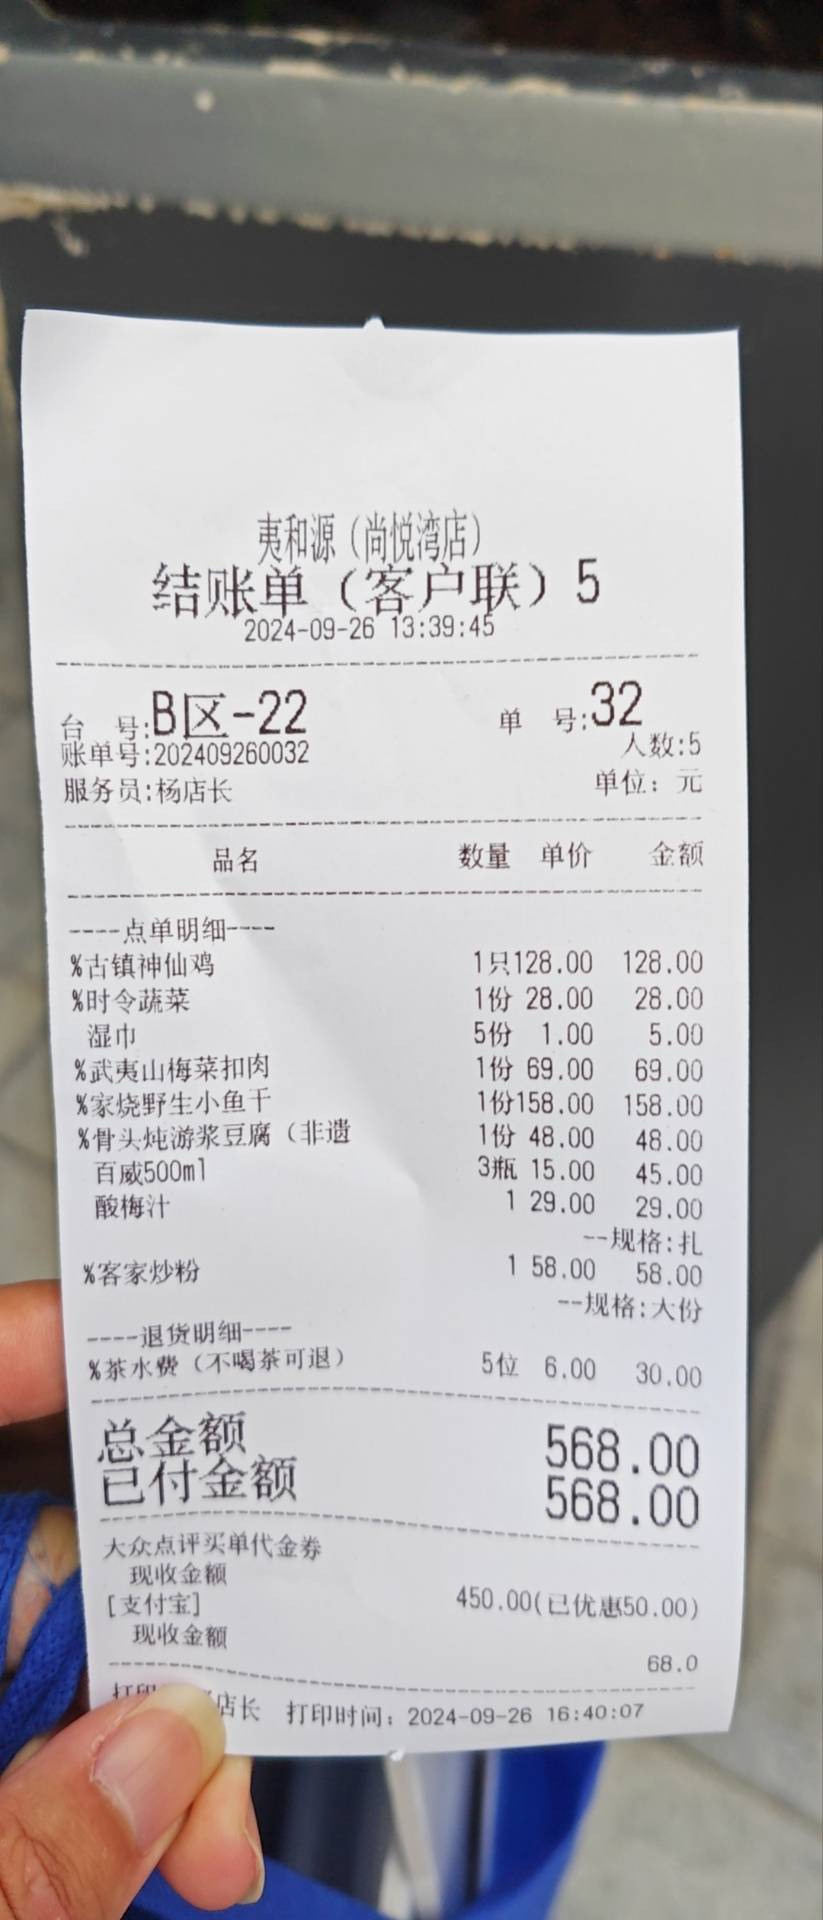 夷和源（尚悦湾店）
结账单（客户联）5
2024-09-26 13:39:45
台 号:B区-22 单 号:32
账单号:202409260032 人数:5
服务员:杨店长 单位：元
品名 数量 单价 金额
----点单明细----
%古镇神仙鸡 1只128.00 128.00
%时令蔬菜 1份 28.00 28.00
湿巾 5份 1.00 5.00
%武夷山梅菜扣肉 1份 69.00 69.00
%家烧野生小鱼干 1份158.00 158.00
%骨头炖游浆豆腐（非遗 1份 48.00 48.00
百威500ml 3瓶 15.00 45.00
酸梅汁 1 29.00 29.00
--规格:扎
%客家炒粉 1 58.00 58.00
--规格:大份
----退货明细----
%茶水费（不喝茶可退） 5位 6.00 30.00
总金额 568.00
已付金额 568.00
大众点评买单代金券
现收金额 450.00(已优惠50.00)
[支付宝]
现收金额 68.0
打印 店长 打印时间：2024-09-26 16:40:07